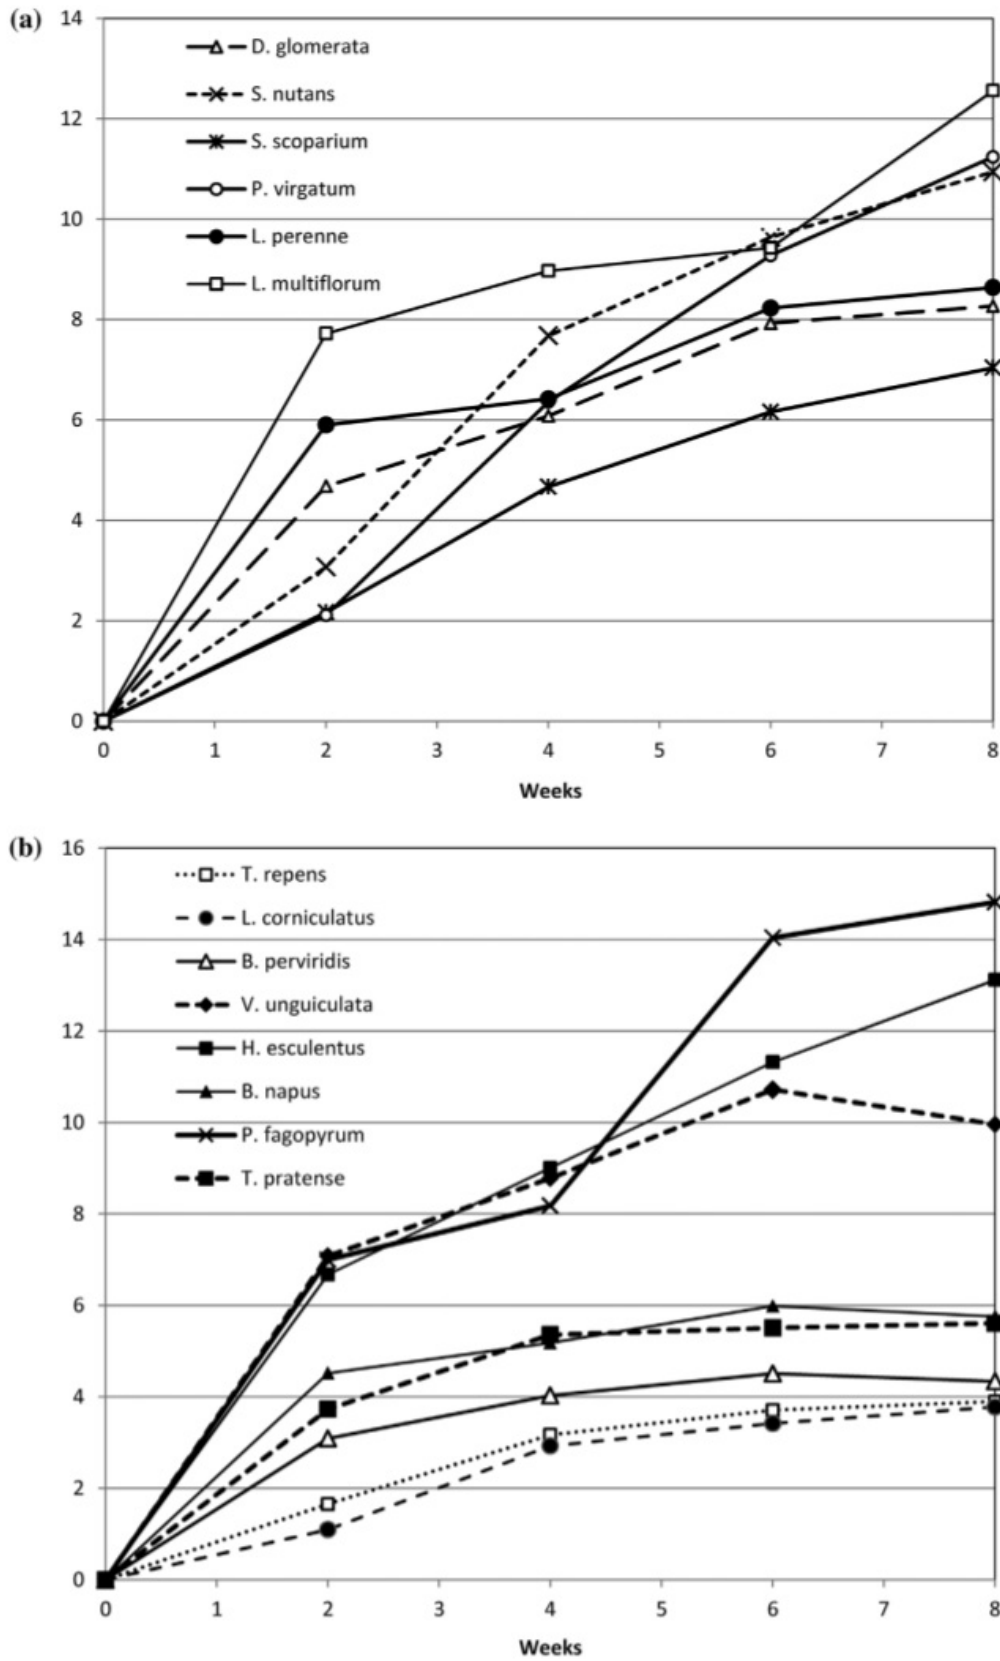 (a)
14
12
10
8
6
4
2
0
D. glomerata
S. nutans
S. scoparium
P. virgatum
L. perenne
L. multiflorum
0 1 2 3 4 5 6 7 8
Weeks
(b)
16
14
12
10
8
6
4
2
0
T. repens
L. corniculatus
B. perviridis
V. unguiculata
H. esculentus
B. napus
P. fagopyrum
T. pratense
0 1 2 3 4 5 6 7 8
Weeks